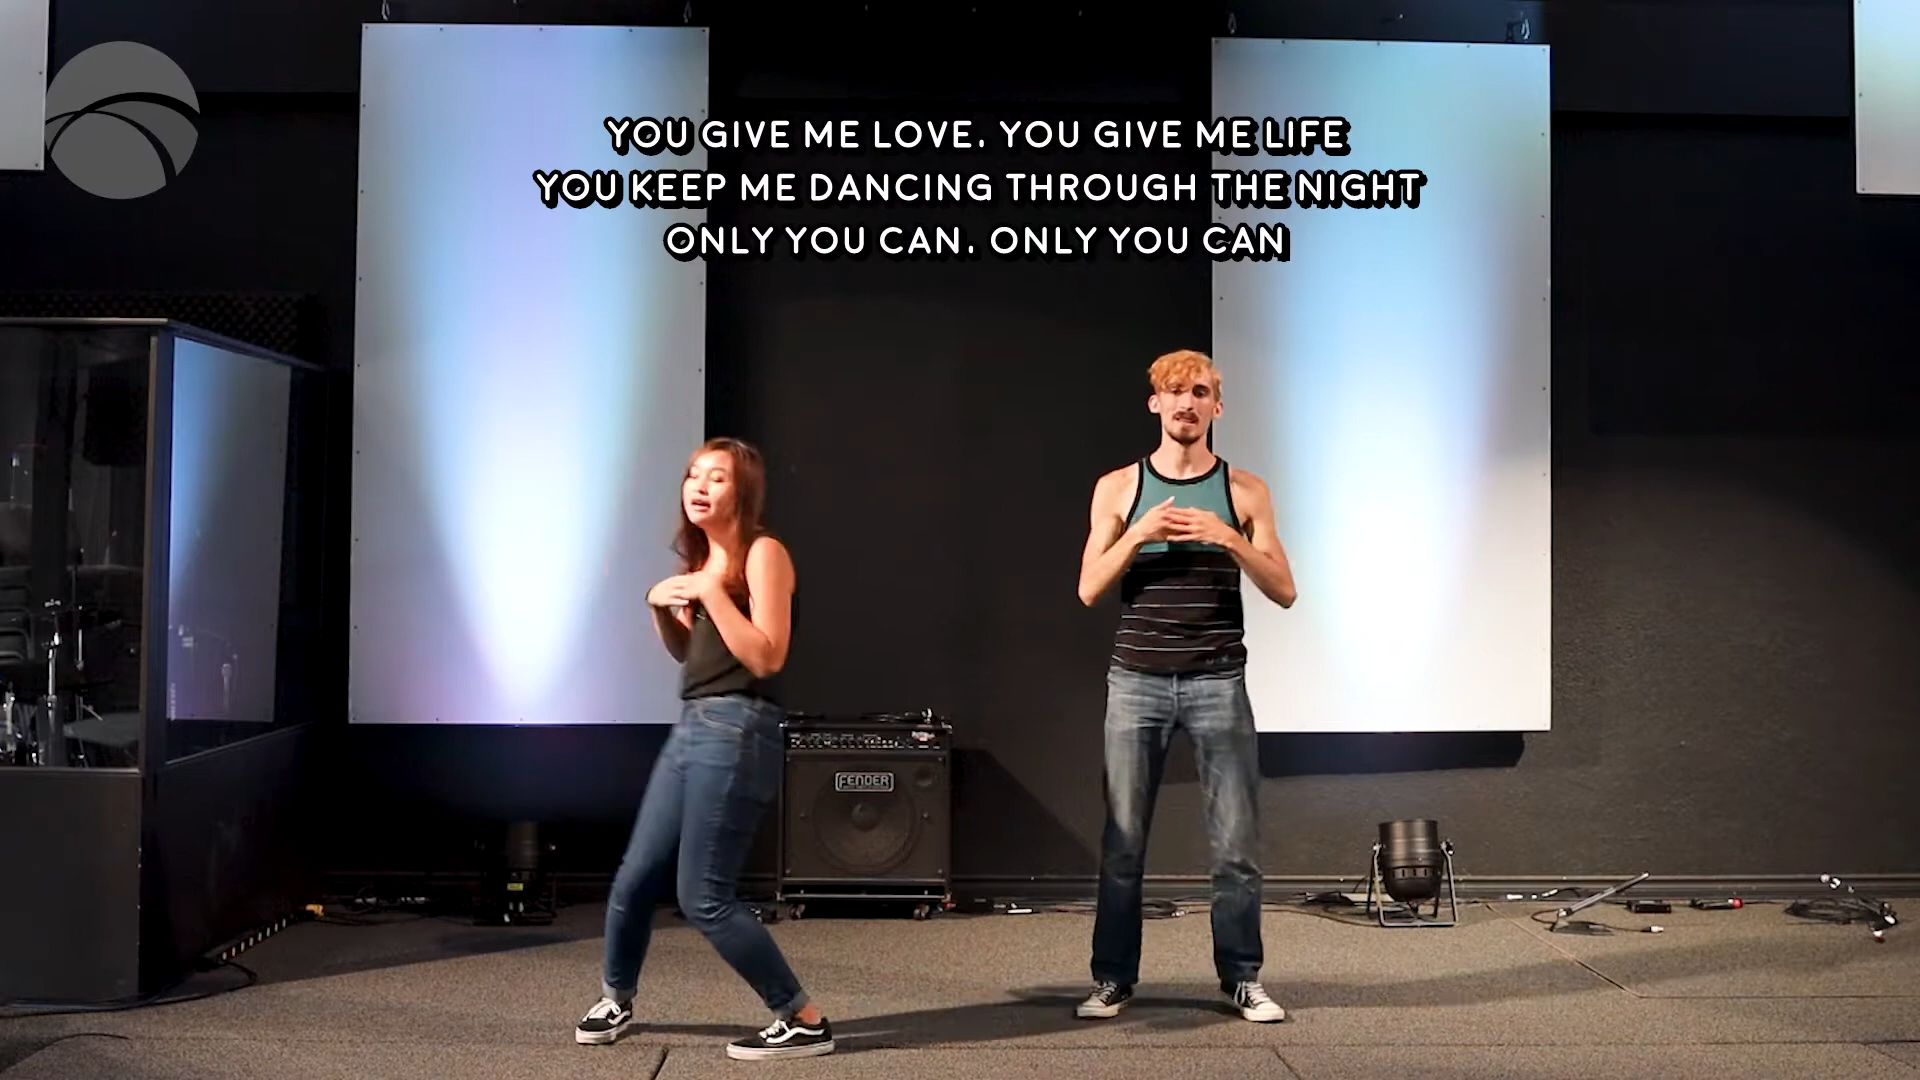 YOU GIVE ME LOVE. YOU GIVE ME LIFE
YOU KEEP ME DANCING THROUGH THE NIGHT
ONLY YOU CAN. ONLY YOU CAN
FENDER